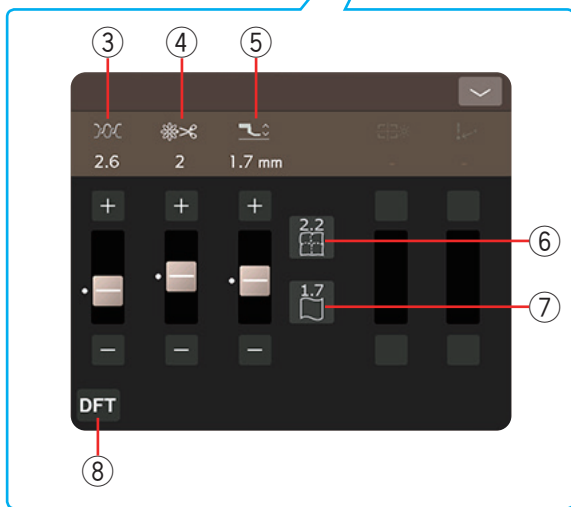 ③ ④ ⑤
2.6 2 1.7 mm - -
+ + +
2.2
⑥
1.7
⑦
− − −
DFT
⑧